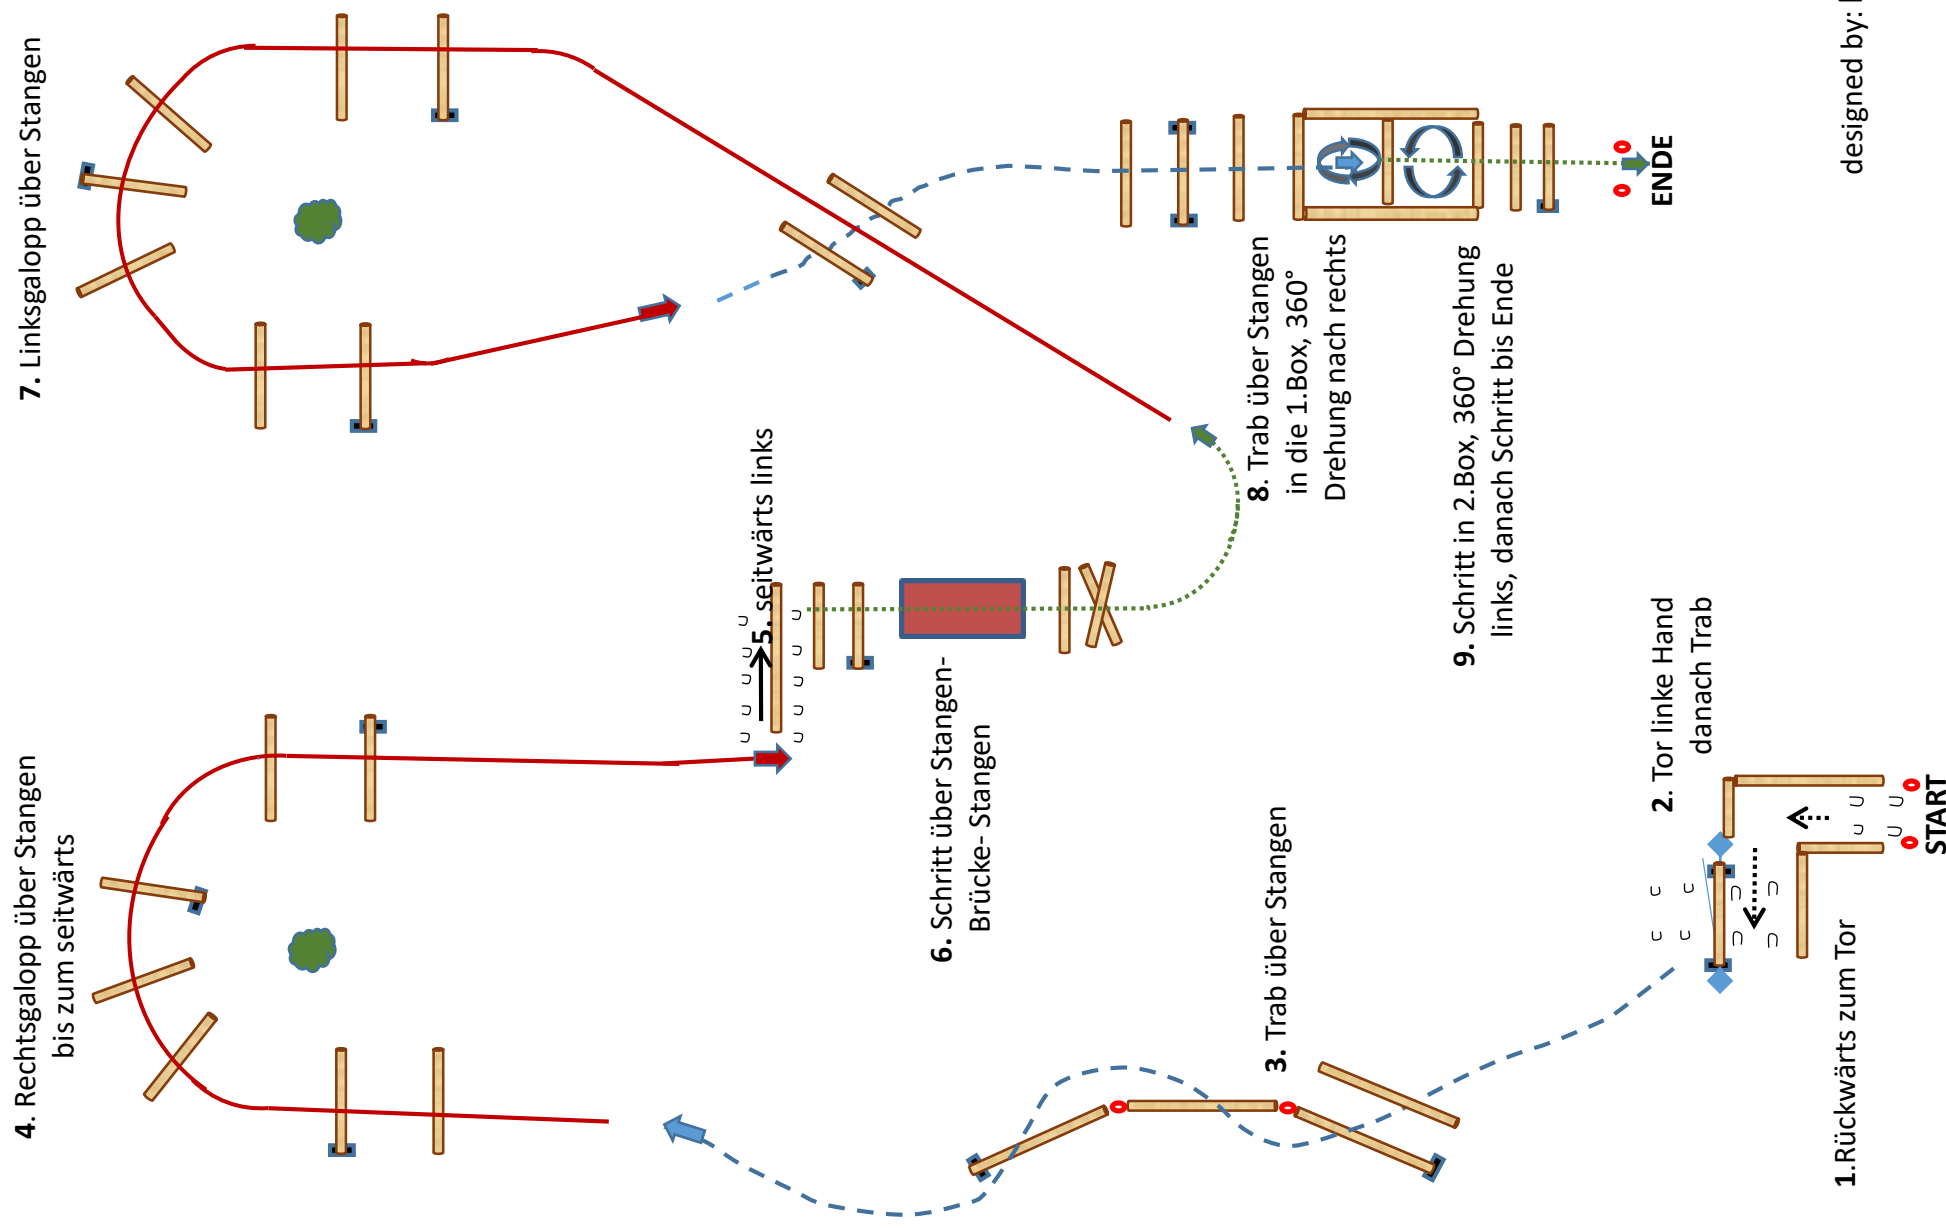 1.Rückwärts zum Tor
2. Tor linke Hand
danach Trab
3. Trab über Stangen
4. Rechtsgalopp über Stangen
bis zum seitwärts
5. seitwärts links
6. Schritt über Stangen-
Brücke- Stangen
7. Linksgalopp über Stangen
8. Trab über Stangen
in die 1.Box, 360°
Drehung nach rechts
9. Schritt in 2.Box, 360° Drehung
links, danach Schritt bis Ende
START
ENDE
designed by: